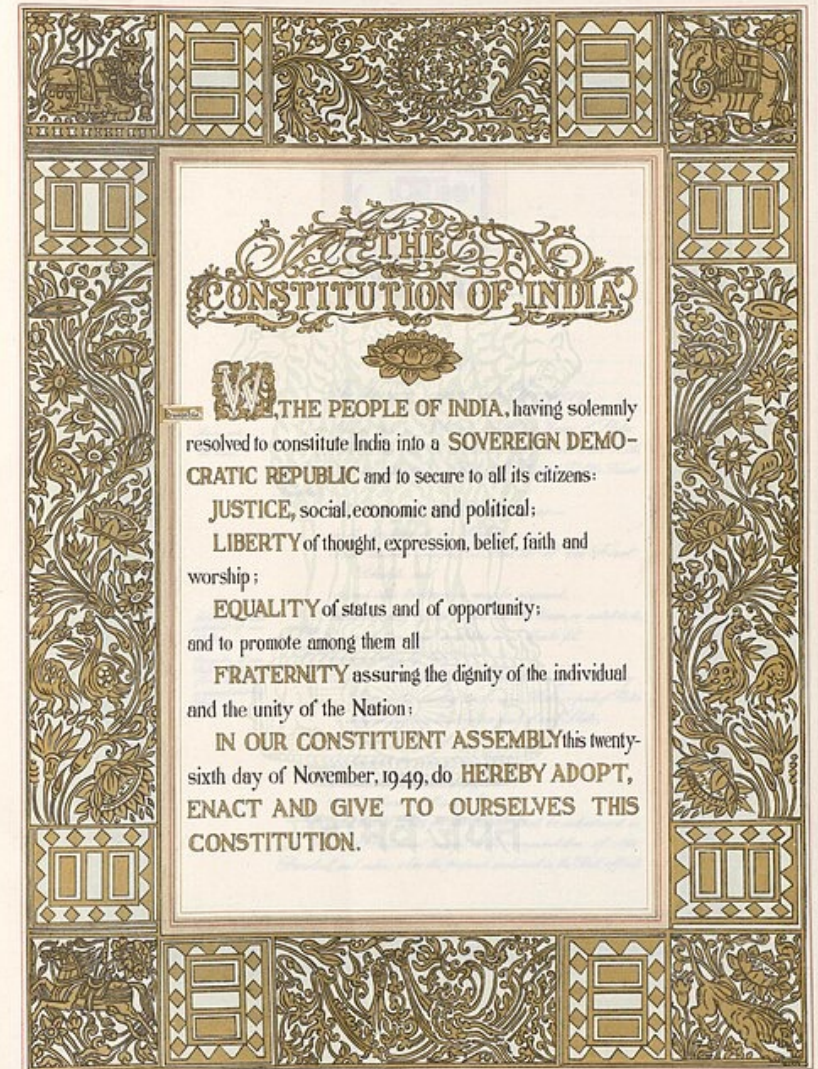 THE
CONSTITUTION OF INDIA
WE, THE PEOPLE OF INDIA, having solemnly
resolved to constitute India into a SOVEREIGN DEMO-
CRATIC REPUBLIC and to secure to all its citizens:
JUSTICE, social, economic and political;
LIBERTY of thought, expression, belief, faith and
worship;
EQUALITY of status and of opportunity;
and to promote among them all
FRATERNITY assuring the dignity of the individual
and the unity of the Nation;
IN OUR CONSTITUENT ASSEMBLY this twenty-
sixth day of November, 1949, do HEREBY ADOPT,
ENACT AND GIVE TO OURSELVES THIS
CONSTITUTION.